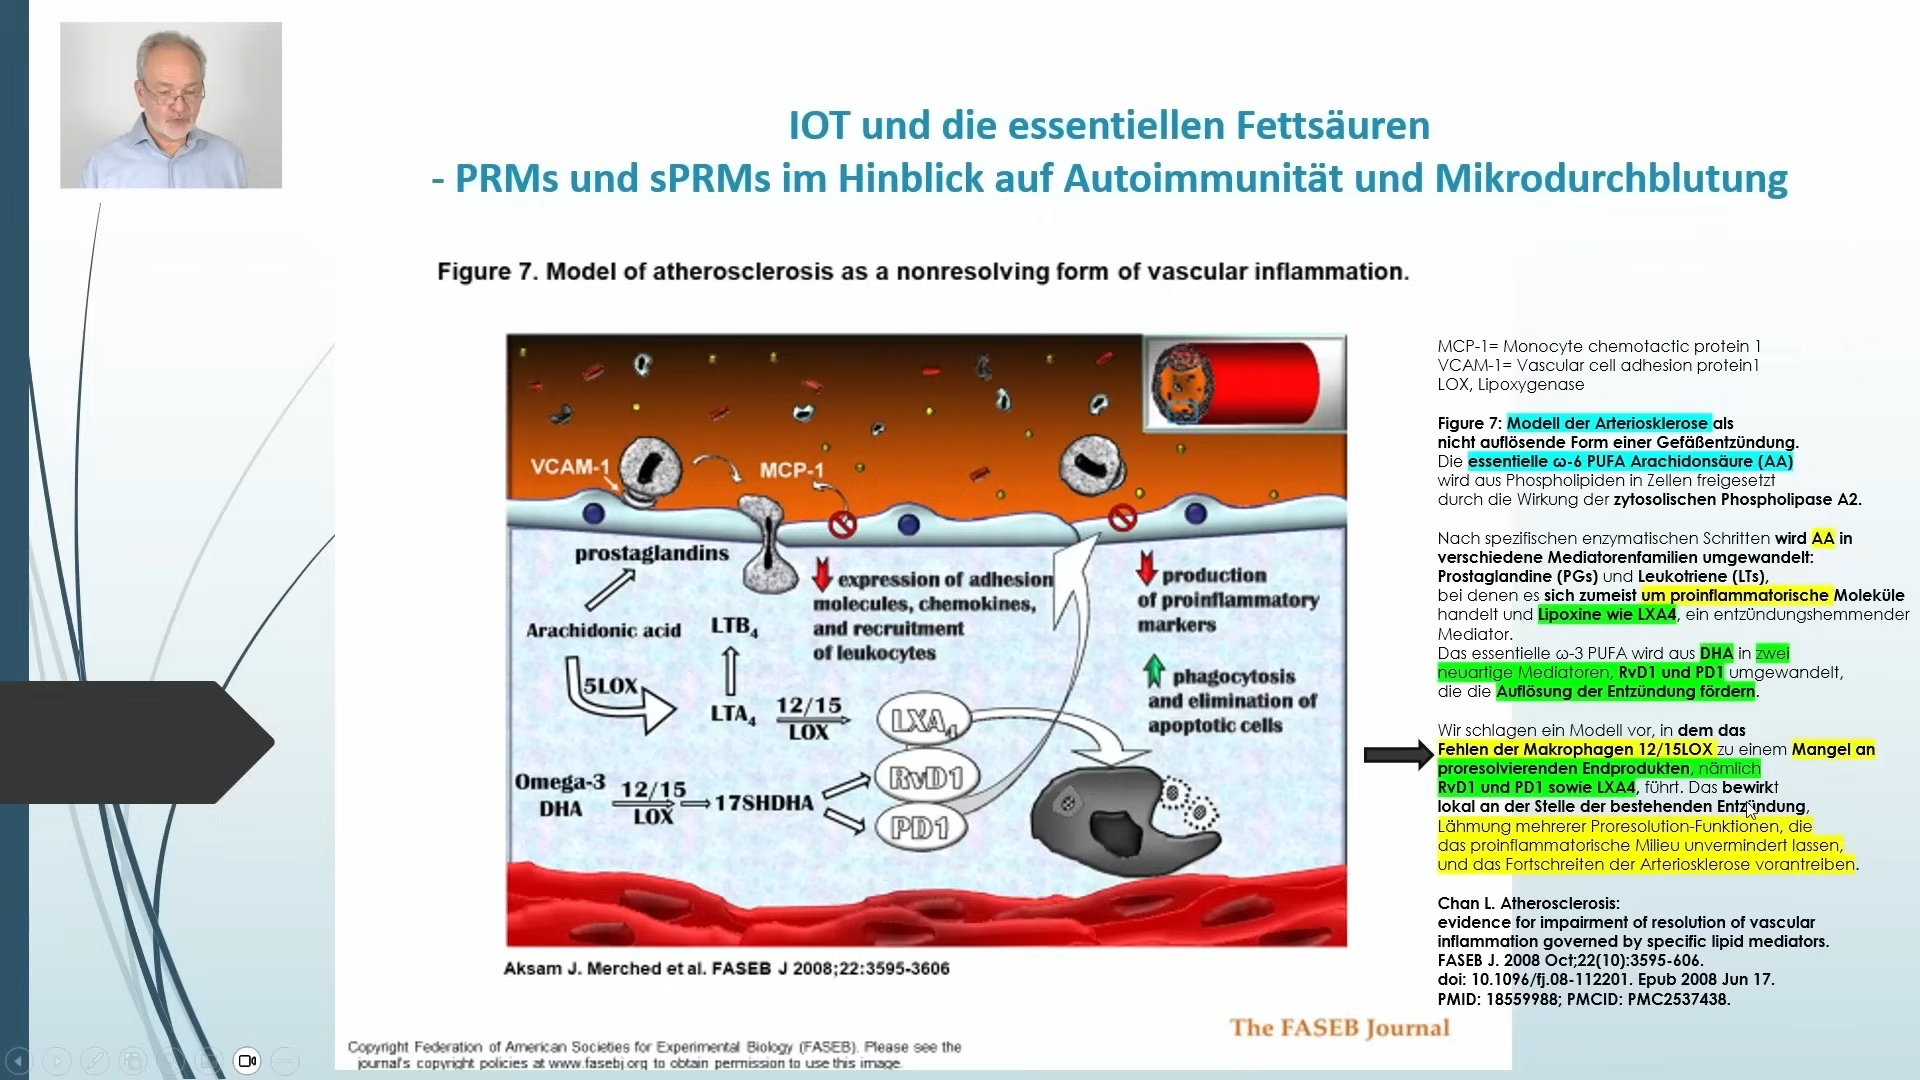 IOT und die essentiellen Fettsäuren
- PRMs und sPRMs im Hinblick auf Autoimmunität und Mikrodurchblutung
Figure 7. Model of atherosclerosis as a nonresolving form of vascular inflammation.
VCAM-1
MCP-1
prostaglandins
expression of adhesion
molecules, chemokines,
and recruitment
of leukocytes
production
of proinflammatory
markers
Arachidonic acid
LTB4
5LOX
LTA4
12/15
LOX
LXA4
phagocytosis
and elimination of
apoptotic cells
Omega-3
DHA
12/15
LOX
17SHDHA
RvD1
PD1
Aksam J. Merched et al. FASEB J 2008;22:3595-3606
The FASEB Journal
Copyright Federation of American Societies for Experimental Biology (FASEB). Please see the
journal's copyright policies at www.fasebj.org to obtain permission to use this image.
MCP-1= Monocyte chemotactic protein 1
VCAM-1= Vascular cell adhesion protein1
LOX, Lipoxygenase
Figure 7: Modell der Arteriosklerose als
nicht auflösende Form einer Gefäßentzündung.
Die essentielle ω-6 PUFA Arachidonsäure (AA)
wird aus Phospholipiden in Zellen freigesetzt
durch die Wirkung der zytosolischen Phospholipase A2.
Nach spezifischen enzymatischen Schritten wird AA in
verschiedene Mediatorenfamilien umgewandelt:
Prostaglandine (PGs) und Leukotriene (LTs),
bei denen es sich zumeist um proinflammatorische Moleküle
handelt und Lipoxine wie LXA4, ein entzündungshemmender
Mediator.
Das essentielle ω-3 PUFA wird aus DHA in zwei
neuartige Mediatoren, RvD1 und PD1 umgewandelt,
die die Auflösung der Entzündung fördern.
Wir schlagen ein Modell vor, in dem das
Fehlen der Makrophagen 12/15LOX zu einem Mangel an
proresolvierenden Endprodukten, nämlich
RvD1 und PD1 sowie LXA4, führt. Das bewirkt
lokal an der Stelle der bestehenden Entzündung,
Lähmung mehrerer Proresolution-Funktionen, die
das proinflammatorische Milieu unvermindert lassen,
und das Fortschreiten der Arteriosklerose vorantreiben.
Chan L. Atherosclerosis:
evidence for impairment of resolution of vascular
inflammation governed by specific lipid mediators.
FASEB J. 2008 Oct;22(10):3595-606.
doi: 10.1096/fj.08-112201. Epub 2008 Jun 17.
PMID: 18559988; PMCID: PMC2537438.